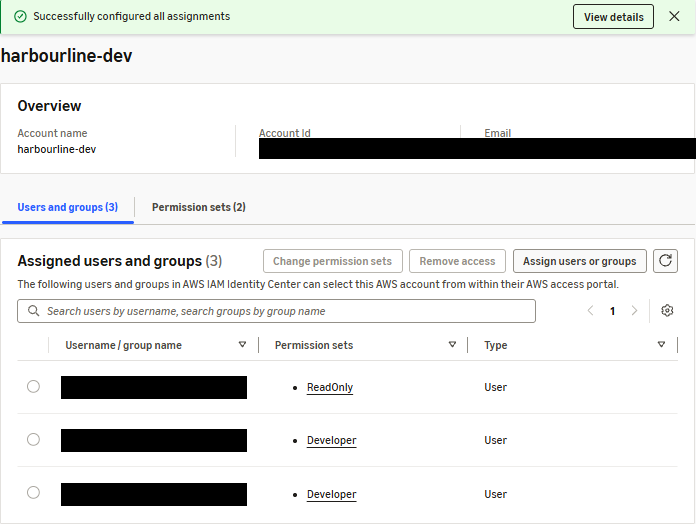 Successfully configured all assignments
View details
harbourline-dev
Overview
Account name
Account Id
Email
harbourline-dev
Users and groups (3)
Permission sets (2)
Assigned users and groups (3)
Change permission sets
Remove access
Assign users or groups
The following users and groups in AWS IAM Identity Center can select this AWS account from within their AWS access portal.
Search users by username, search groups by group name
1
Username / group name
Permission sets
Type
ReadOnly
User
Developer
User
Developer
User